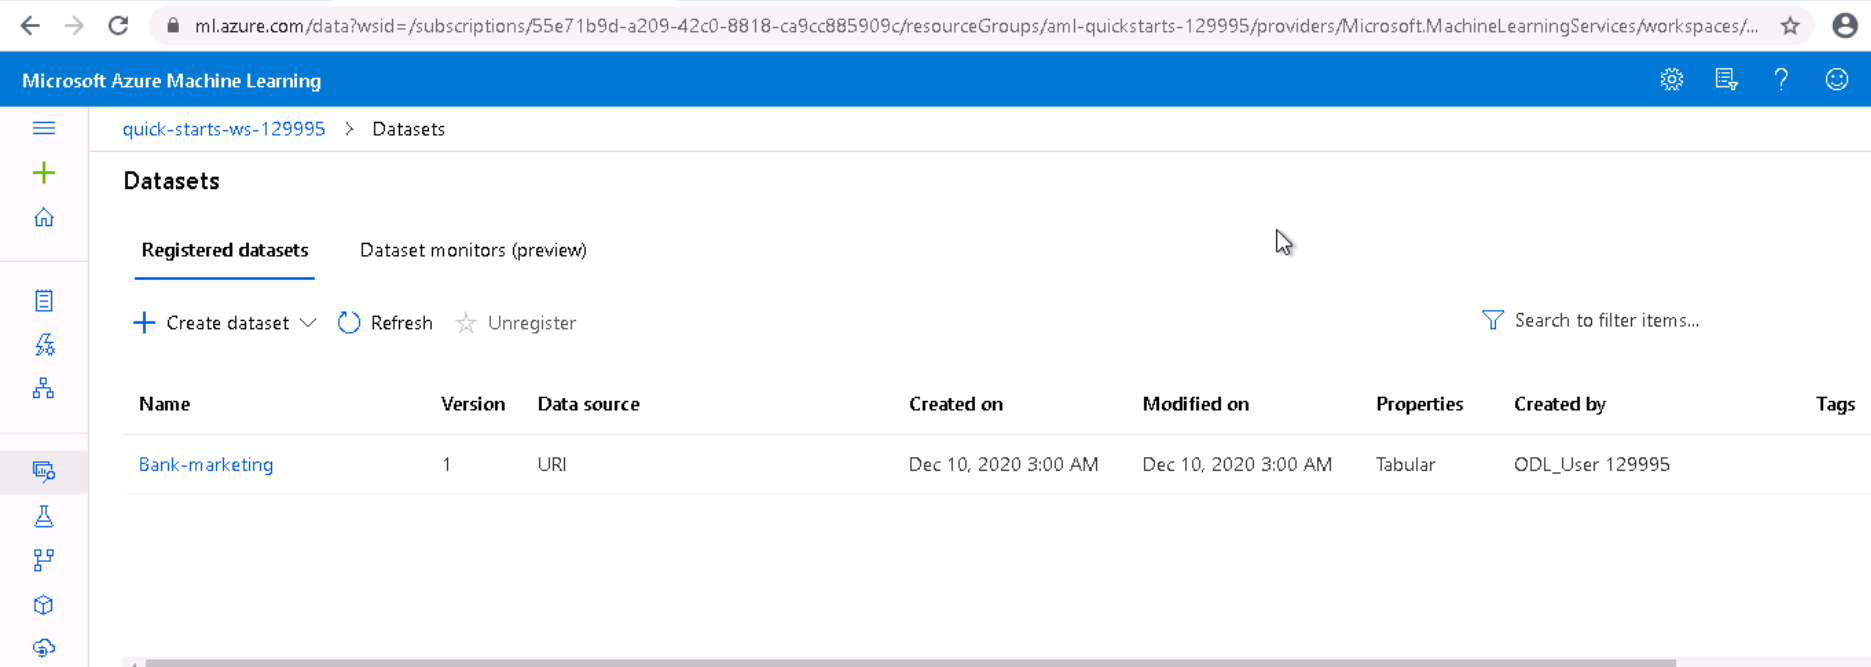 ml.azure.com/data?wsid=/subscriptions/55e71b9d-a209-42c0-8818-ca9cc885909c/resourceGroups/aml-quickstarts-129995/providers/Microsoft.MachineLearningServices/workspaces/...
Microsoft Azure Machine Learning
quick-starts-ws-129995 > Datasets
Datasets
Registered datasets Dataset monitors (preview)
Create dataset Refresh Unregister Search to filter items...
Name Version Data source Created on Modified on Properties Created by Tags
Bank-marketing 1 URI Dec 10, 2020 3:00 AM Dec 10, 2020 3:00 AM Tabular ODL_User 129995